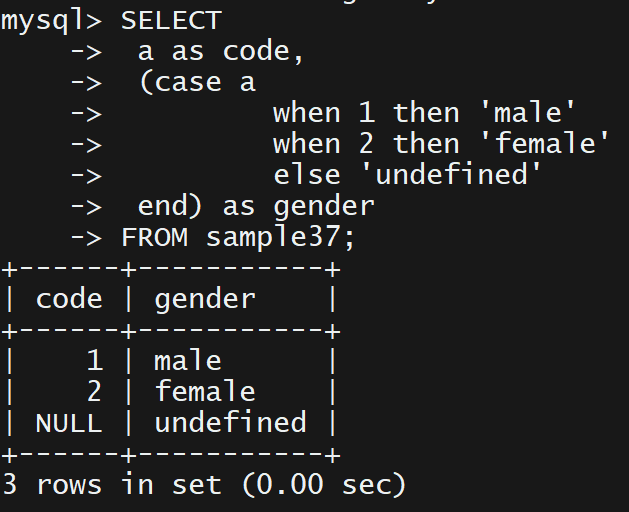 mysql> SELECT
    ->  a as code,
    ->  (case a
    ->          when 1 then 'male'
    ->          when 2 then 'female'
    ->          else 'undefined'
    ->  end) as gender
    -> FROM sample37;
+------+-----------+
| code | gender    |
+------+-----------+
|    1 | male      |
|    2 | female    |
| NULL | undefined |
+------+-----------+
3 rows in set (0.00 sec)